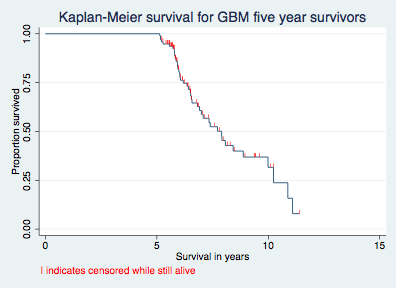 Kaplan-Meier survival for GBM five year survivors
Proportion survived
1.00
0.75
0.50
0.25
0.00
0 5 10 15
Survival in years
I indicates censored while still alive